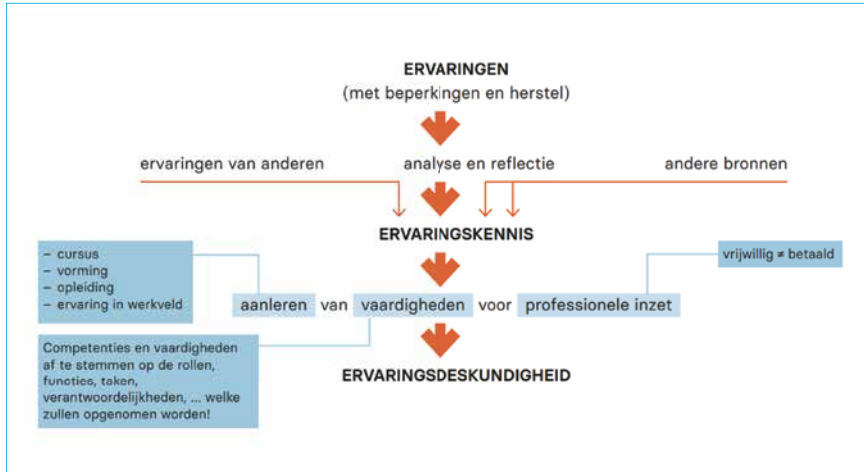 ERVARINGEN
(met beperkingen en herstel)
ervaringen van anderen
analyse en reflectie
andere bronnen
ERVARINGSKENNIS
– cursus
– vorming
– opleiding
– ervaring in werkveld
vrijwillig ≠ betaald
aanleren van vaardigheden voor professionele inzet
Competenties en vaardigheden
af te stemmen op de rollen,
functies, taken,
verantwoordelijkheden, ... welke
zullen opgenomen worden!
ERVARINGSDESKUNDIGHEID